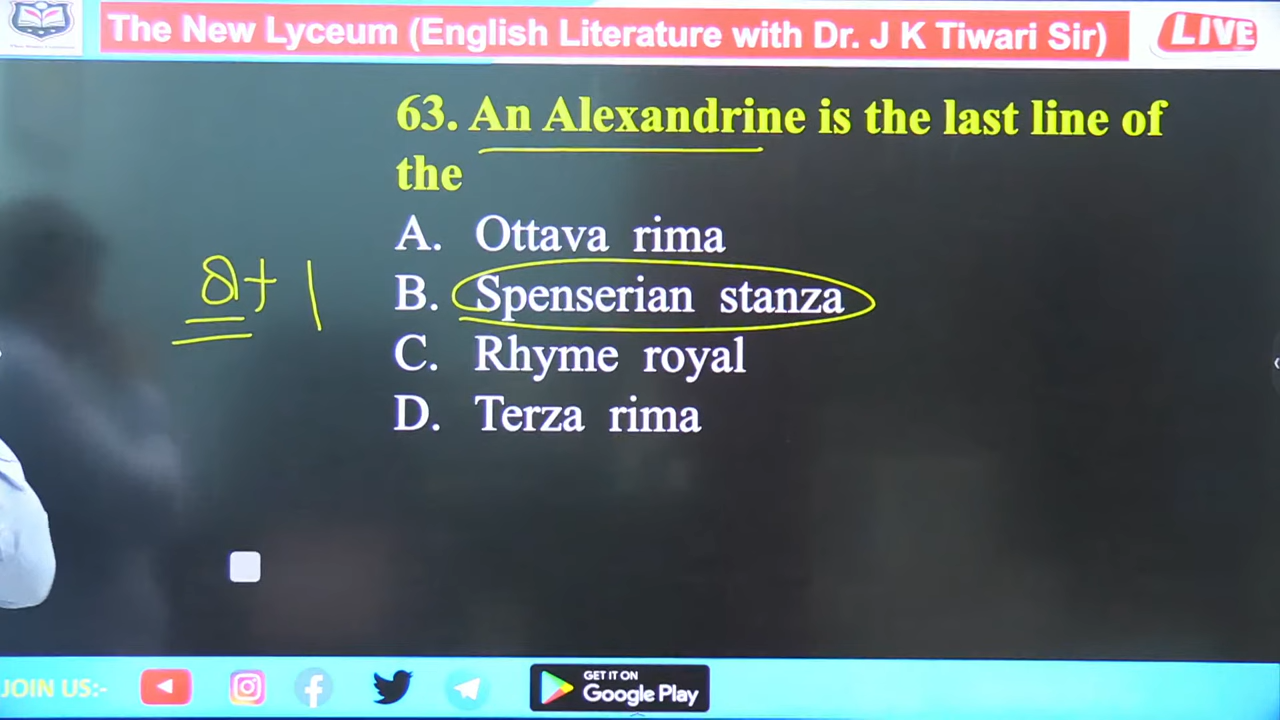 The New Lyceum (English Literature with Dr. J K Tiwari Sir)
LIVE
63. An Alexandrine is the last line of
the
A. Ottava rima
B. Spenserian stanza
C. Rhyme royal
D. Terza rima
8+1
JOIN US:-
GET IT ON
Google Play